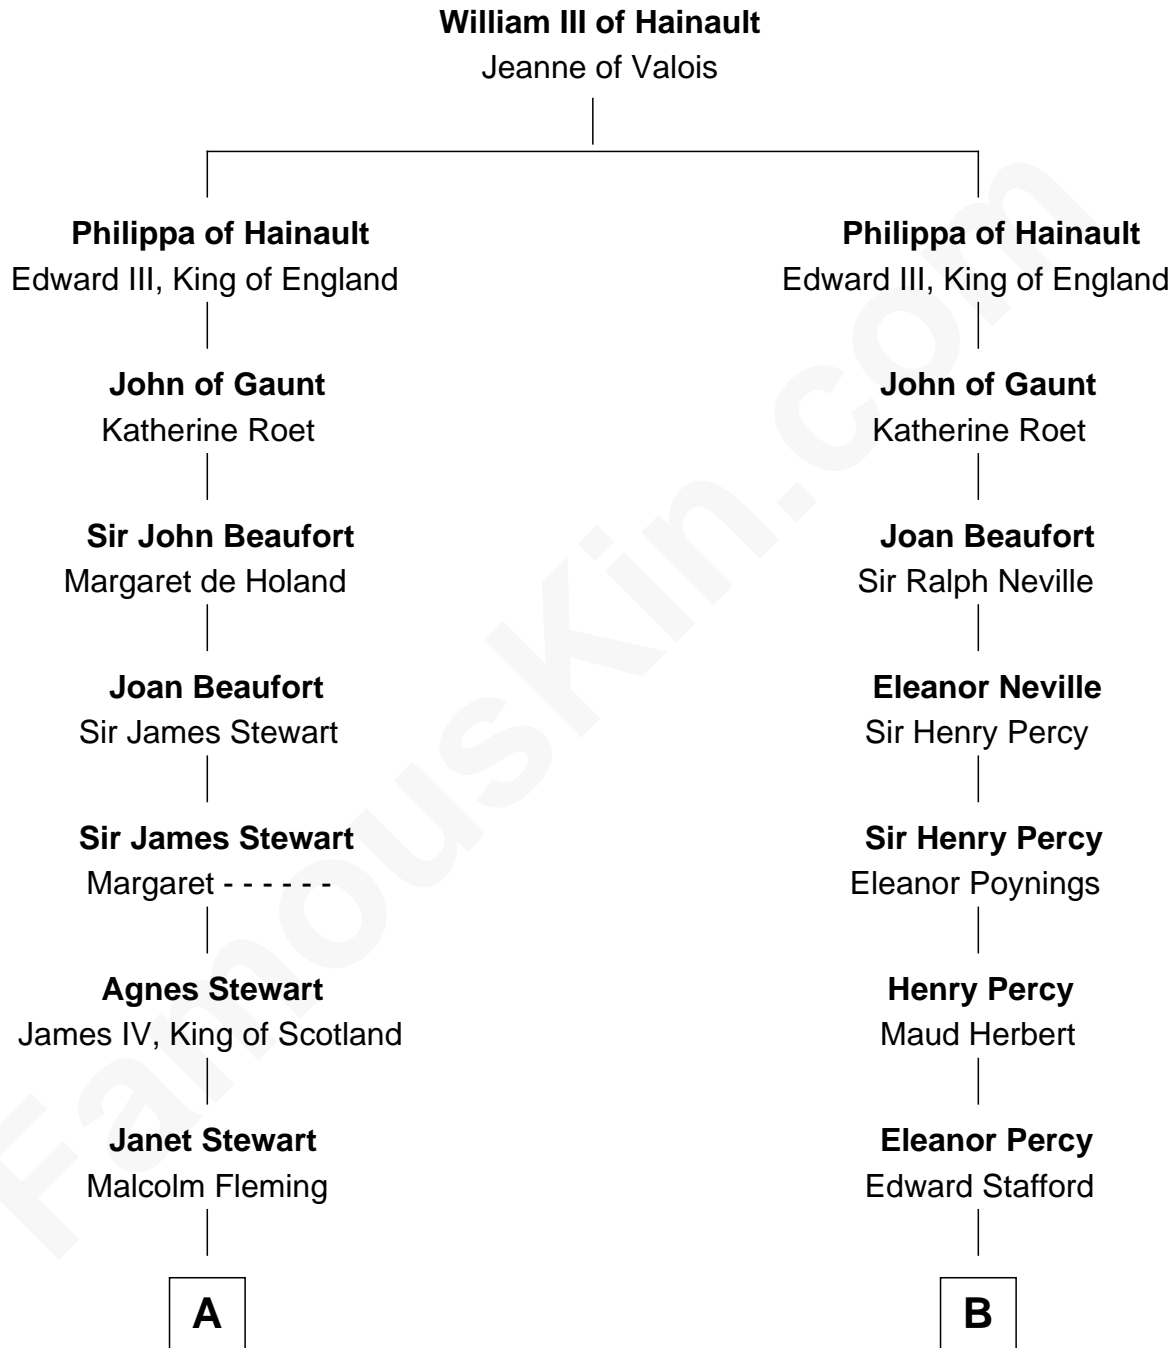 William III of Hainault
Jeanne of Valois
Philippa of Hainault
Edward III, King of England
John of Gaunt
Katherine Roet
Sir John Beaufort
Margaret de Holand
Joan Beaufort
Sir James Stewart
Sir James Stewart
Margaret - - - - - -
Agnes Stewart
James IV, King of Scotland
Janet Stewart
Malcolm Fleming
A
Philippa of Hainault
Edward III, King of England
John of Gaunt
Katherine Roet
Joan Beaufort
Sir Ralph Neville
Eleanor Neville
Sir Henry Percy
Sir Henry Percy
Eleanor Poynings
Henry Percy
Maud Herbert
Eleanor Percy
Edward Stafford
B
FamousKin.com